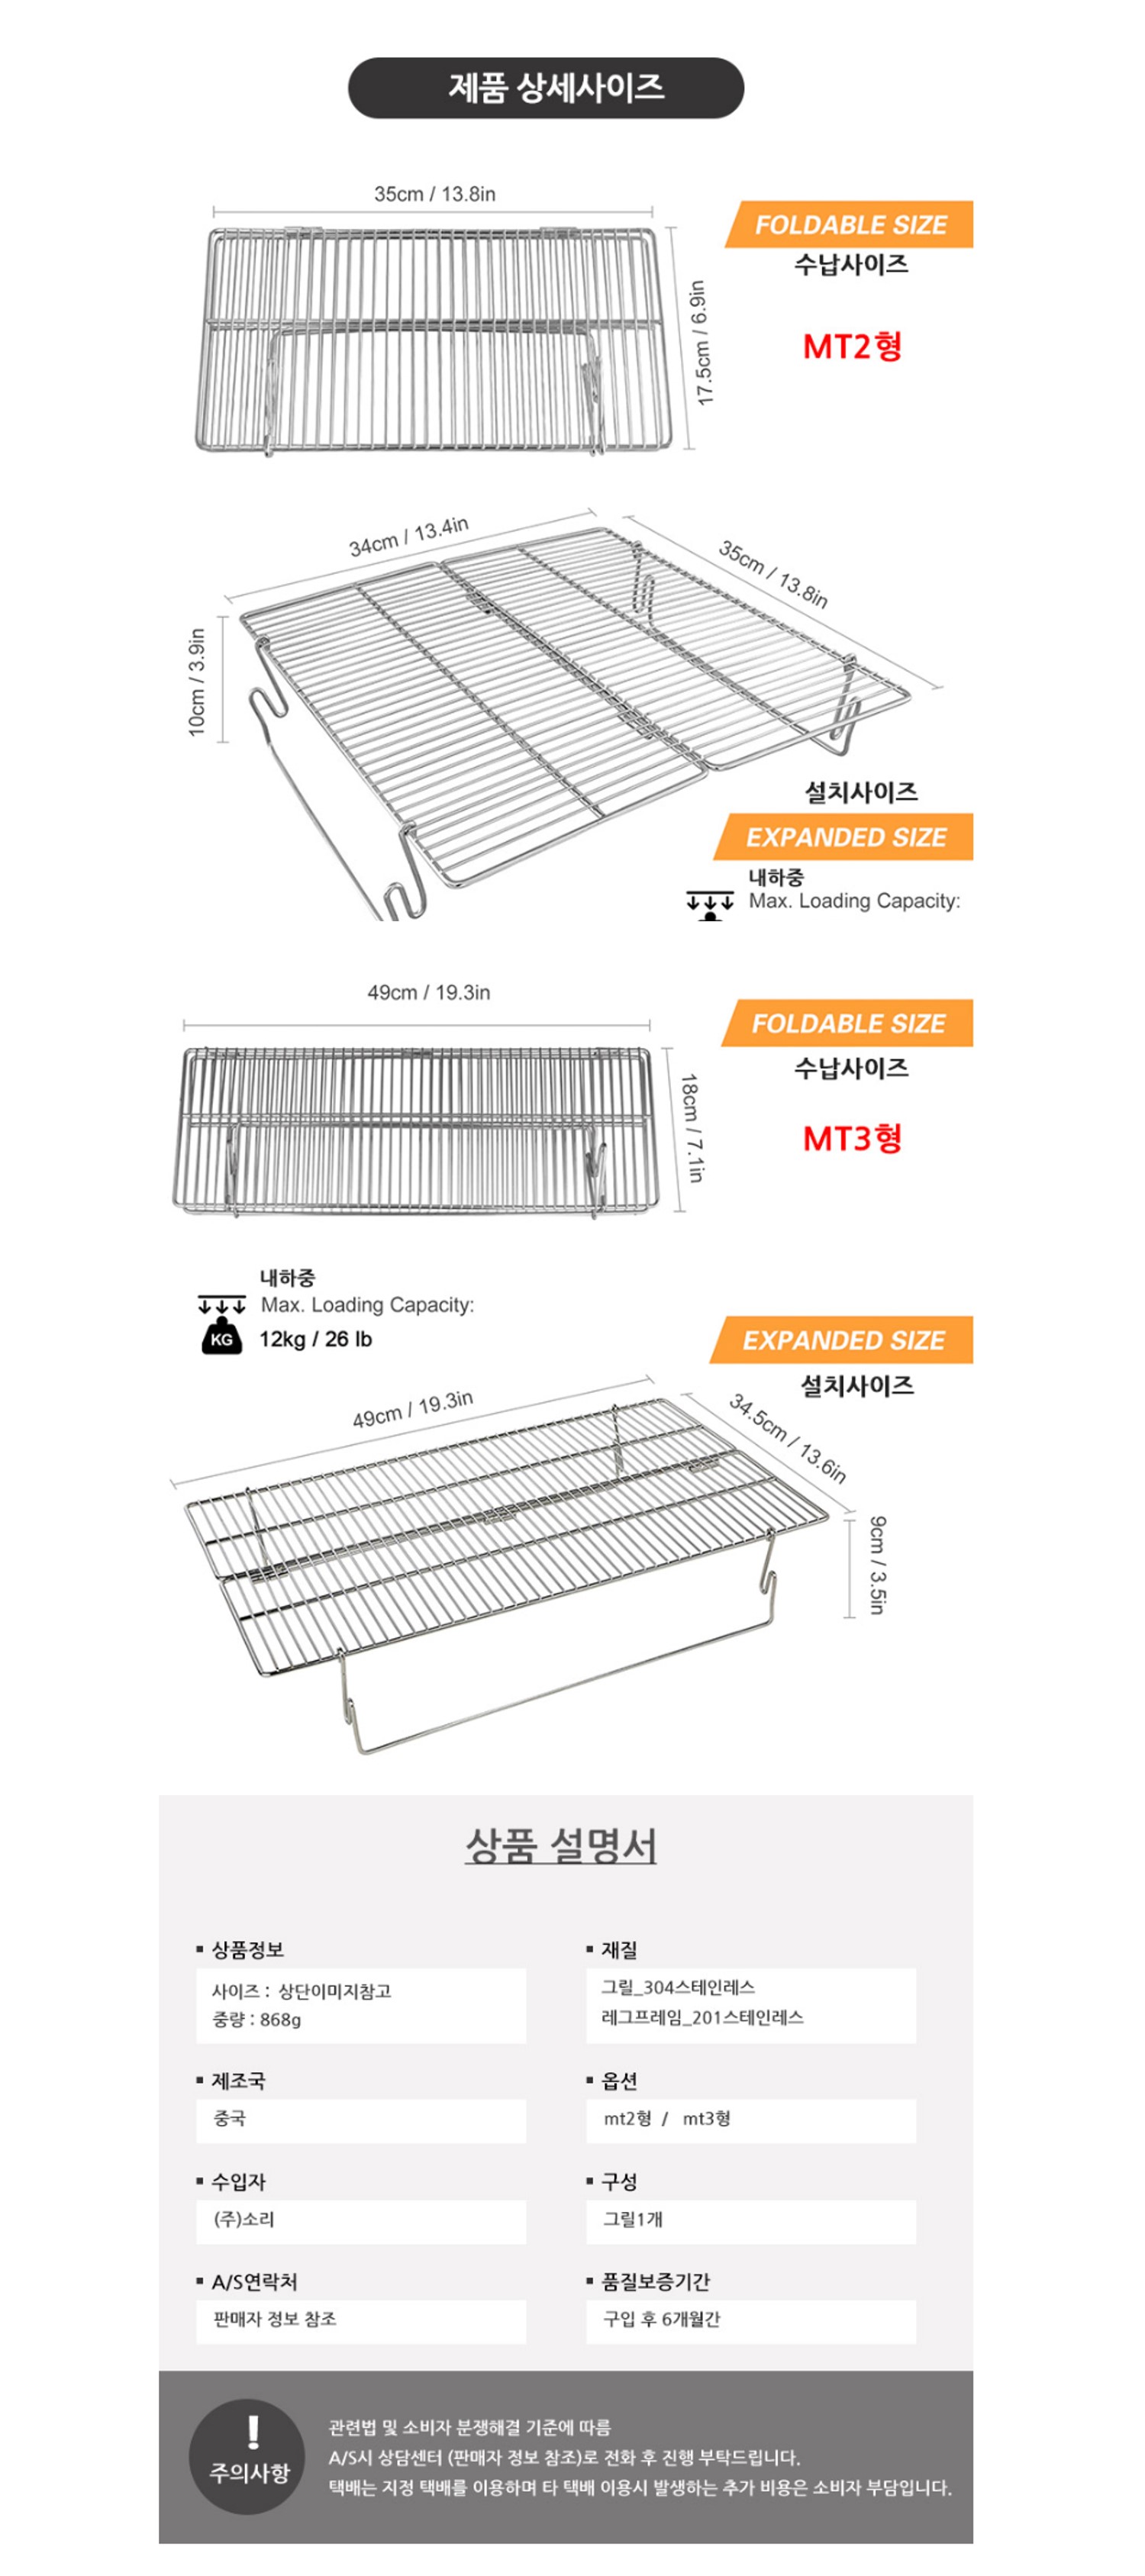 제품 상세사이즈
35cm / 13.8in
FOLDABLE SIZE
수납사이즈
17.5cm / 6.9in
MT2형
34cm / 13.4in
35cm / 13.8in
10cm / 3.9in
설치사이즈
EXPANDED SIZE
내하중
Max. Loading Capacity:
49cm / 19.3in
FOLDABLE SIZE
수납사이즈
18cm / 7.1in
MT3형
내하중
Max. Loading Capacity:
KG
12kg / 26 lb
EXPANDED SIZE
설치사이즈
49cm / 19.3in
34.5cm / 13.6in
9cm / 3.5in
상품 설명서
▪ 상품정보
사이즈 : 상단이미지참고
중량 : 868g
▪ 재질
그릴_304스테인레스
레그프레임_201스테인레스
▪ 제조국
중국
▪ 옵션
mt2형 / mt3형
▪ 수입자
(주)소리
▪ 구성
그릴1개
▪ A/S연락처
판매자 정보 참조
▪ 품질보증기간
구입 후 6개월간
!
주의사항
관련법 및 소비자 분쟁해결 기준에 따름
A/S시 상담센터 (판매자 정보 참조)로 전화 후 진행 부탁드립니다.
택배는 지정 택배를 이용하며 타 택배 이용시 발생하는 추가 비용은 소비자 부담입니다.